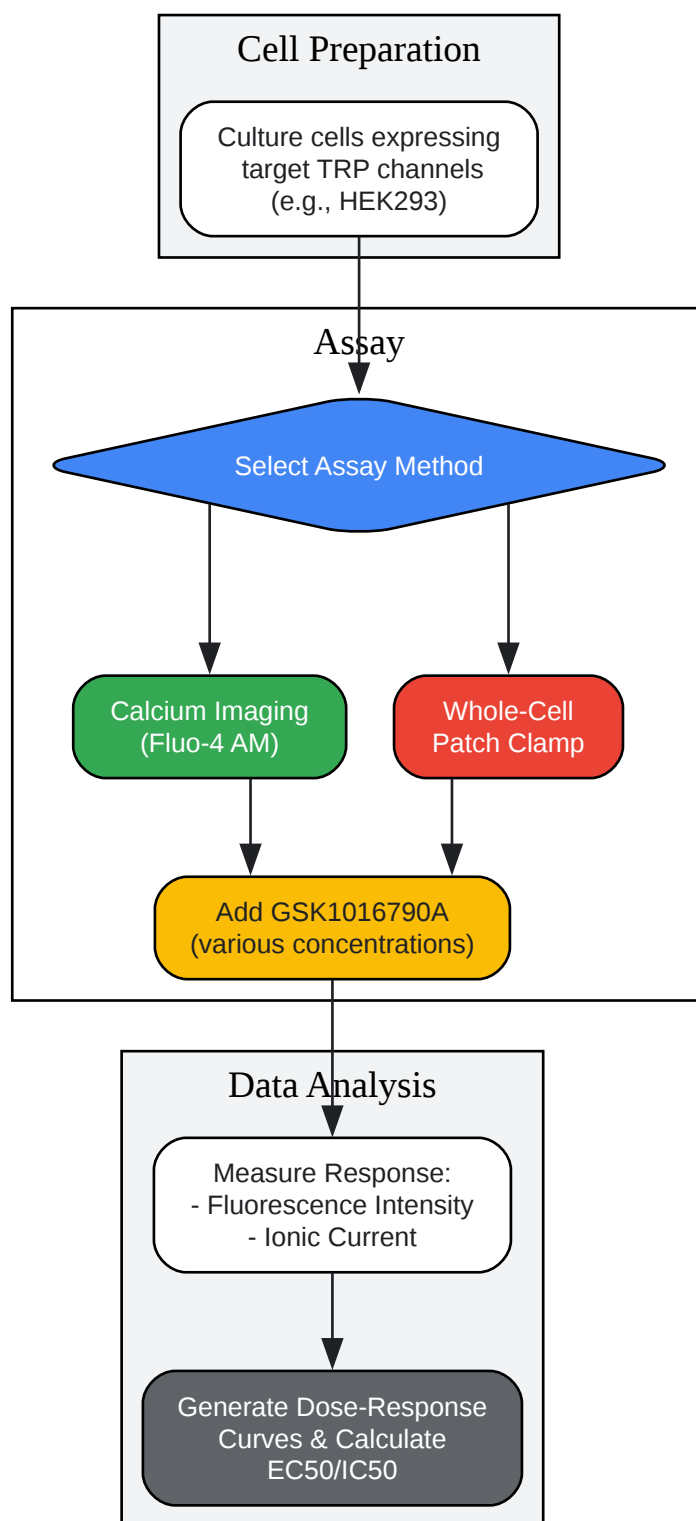 Cell Preparation
Culture cells expressing
target TRP channels
(e.g., HEK293)
Assay
Select Assay Method
Calcium Imaging
(Fluo-4 AM)
Whole-Cell
Patch Clamp
Add GSK1016790A
(various concentrations)
Data Analysis
Measure Response:
- Fluorescence Intensity
- Ionic Current
Generate Dose-Response
Curves & Calculate
EC50/IC50